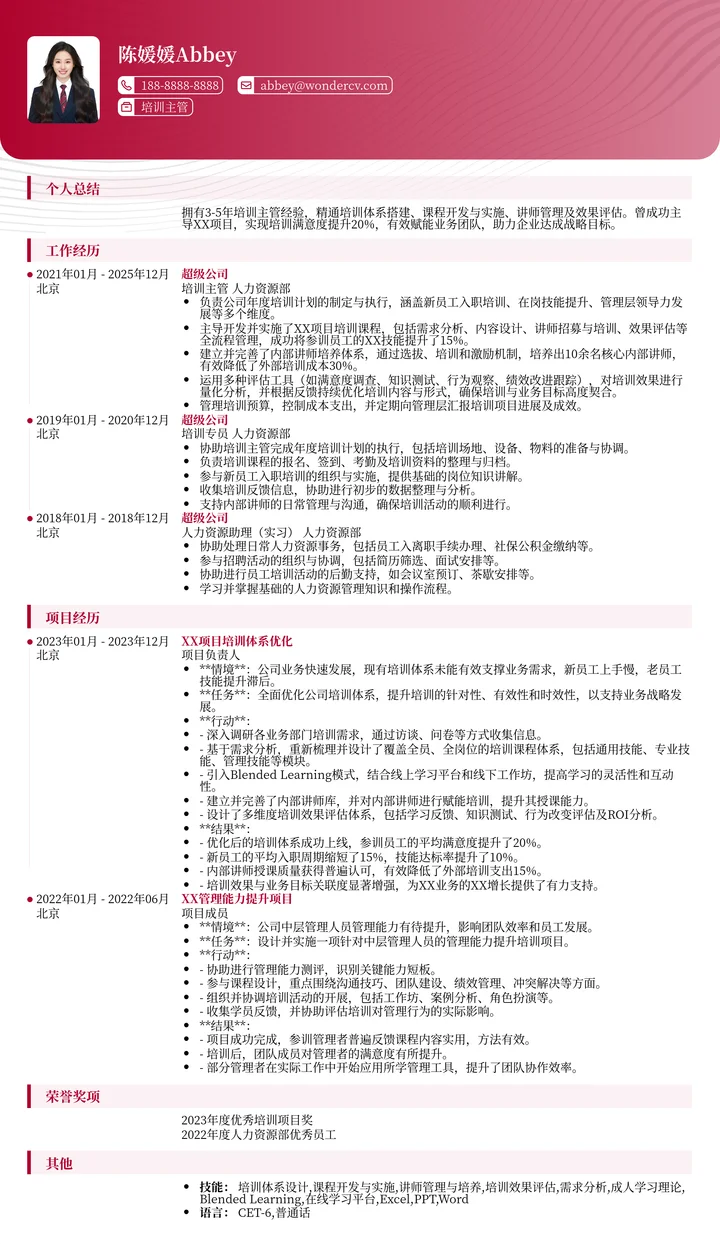 陈媛媛Abbey
188-8888-8888
abbey@wondercv.com
培训主管
个人总结
拥有3-5年培训主管经验，精通培训体系搭建、课程开发与实施、讲师管理及效果评估。曾成功主
导XX项目，实现培训满意度提升20%，有效赋能业务团队，助力企业达成战略目标。
工作经历
2021年01月 - 2025年12月
超级公司
北京
培训主管 人力资源部
• 负责公司年度培训计划的制定与执行，涵盖新员工入职培训、在岗技能提升、管理层领导力发
展等多个维度。
• 主导开发并实施了XX项目培训课程，包括需求分析、内容设计、讲师招募与培训、效果评估等
全流程管理，成功将参训员工的XX技能提升了15%。
• 建立并完善了内部讲师培养体系，通过选拔、培训和激励机制，培养出10余名核心内部讲师，
有效降低了外部培训成本30%。
• 运用多种评估工具（如满意度调查、知识测试、行为观察、绩效改进跟踪），对培训效果进行
量化分析，并根据反馈持续优化培训内容与形式，确保培训与业务目标高度契合。
• 管理培训预算，控制成本支出，并定期向管理层汇报培训项目进展及成效。
2019年01月 - 2020年12月
超级公司
北京
培训专员 人力资源部
• 协助培训主管完成年度培训计划的执行，包括培训场地、设备、物料的准备与协调。
• 负责培训课程的报名、签到、考勤及培训资料的整理与归档。
• 参与新员工入职培训的组织与实施，提供基础的岗位知识讲解。
• 收集培训反馈信息，协助进行初步的数据整理与分析。
• 支持内部讲师的日常管理与沟通，确保培训活动的顺利进行。
2018年01月 - 2018年12月
超级公司
北京
人力资源助理（实习） 人力资源部
• 协助处理日常人力资源事务，包括员工入离职手续办理、社保公积金缴纳等。
• 参与招聘活动的组织与协调，包括简历筛选、面试安排等。
• 协助进行员工培训活动的后勤支持，如会议室预订、茶歇安排等。
• 学习并掌握基础的人力资源管理知识和操作流程。
项目经历
2023年01月 - 2023年12月
XX项目培训体系优化
北京
项目负责人
• **情境**：公司业务快速发展，现有培训体系未能有效支撑业务需求，新员工上手慢，老员工
技能提升滞后。
• **任务**：全面优化公司培训体系，提升培训的针对性、有效性和时效性，以支持业务战略发
展。
• **行动**：
• - 深入调研各业务部门培训需求，通过访谈、问卷等方式收集信息。
• - 基于需求分析，重新梳理并设计了覆盖全员、全岗位的培训课程体系，包括通用技能、专业技
能、管理技能等模块。
• - 引入Blended Learning模式，结合线上学习平台和线下工作坊，提高学习的灵活性和互动
性。
• - 建立并完善了内部讲师库，并对内部讲师进行赋能培训，提升其授课能力。
• - 设计了多维度培训效果评估体系，包括学习反馈、知识测试、行为改变评估及ROI分析。
• **结果**：
• - 优化后的培训体系成功上线，参训员工的平均满意度提升了20%。
• - 新员工的平均入职周期缩短了15%，技能达标率提升了10%。
• - 内部讲师授课质量获得普遍认可，有效降低了外部培训支出15%。
• - 培训效果与业务目标关联度显著增强，为XX业务的XX增长提供了有力支持。
2022年01月 - 2022年06月
XX管理能力提升项目
北京
项目成员
• **情境**：公司中层管理人员管理能力有待提升，影响团队效率和员工发展。
• **任务**：设计并实施一项针对中层管理人员的管理能力提升培训项目。
• **行动**：
• - 协助进行管理能力测评，识别关键能力短板。
• - 参与课程设计，重点围绕沟通技巧、团队建设、绩效管理、冲突解决等方面。
• - 组织并协调培训活动的开展，包括工作坊、案例分析、角色扮演等。
• - 收集学员反馈，并协助评估培训对管理行为的实际影响。
• **结果**：
• - 项目成功完成，参训管理者普遍反馈课程内容实用，方法有效。
• - 培训后，团队成员对管理者的满意度有所提升。
• - 部分管理者在实际工作中开始应用所学管理工具，提升了团队协作效率。
荣誉奖项
2023年度优秀培训项目奖
2022年度人力资源部优秀员工
其他
• 技能： 培训体系设计,课程开发与实施,讲师管理与培养,培训效果评估,需求分析,成人学习理论,
Blended Learning,在线学习平台,Excel,PPT,Word
• 语言： CET-6,普通话